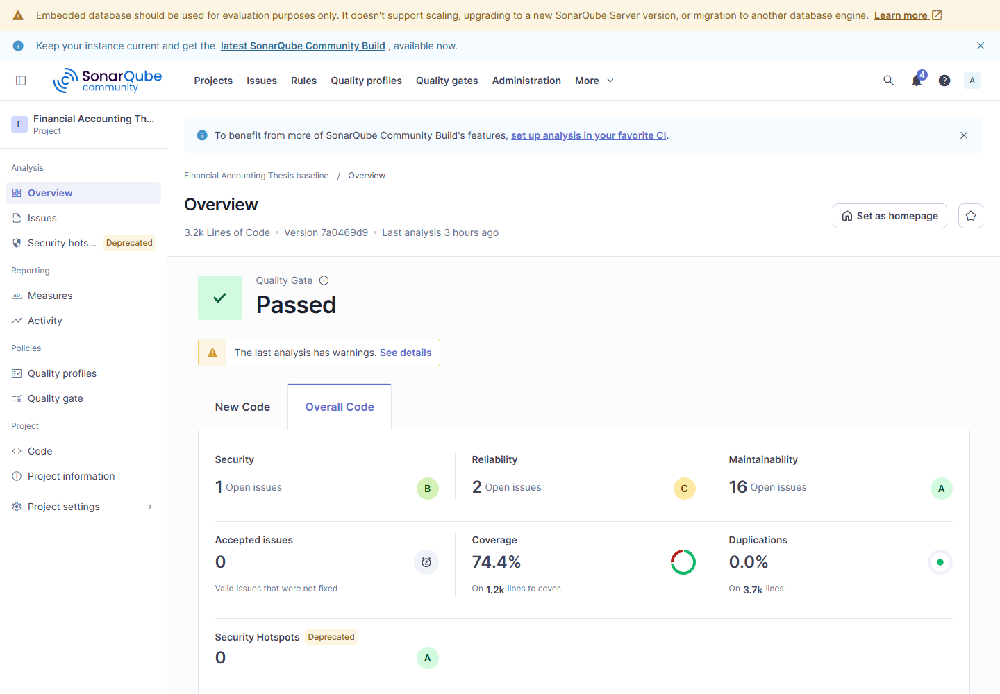 Embedded database should be used for evaluation purposes only. It doesn't support scaling, upgrading to a new SonarQube Server version, or migration to another database engine. Learn more
Keep your instance current and get the latest SonarQube Community Build , available now.
SonarQube community
Projects Issues Rules Quality profiles Quality gates Administration More
4
?
A
F
Financial Accounting Th...
Project
Analysis
Overview
Issues
Security hots... Deprecated
Reporting
Measures
Activity
Policies
Quality profiles
Quality gate
Project
Code
Project information
Project settings
To benefit from more of SonarQube Community Build's features, set up analysis in your favorite CI.
Financial Accounting Thesis baseline / Overview
Overview
3.2k Lines of Code • Version 7a0469d9 • Last analysis 3 hours ago
Set as homepage
Quality Gate
Passed
The last analysis has warnings. See details
New Code Overall Code
Security
1 Open issues
B
Reliability
2 Open issues
C
Maintainability
16 Open issues
A
Accepted issues
0
Valid issues that were not fixed
Coverage
74.4%
On 1.2k lines to cover.
Duplications
0.0%
On 3.7k lines.
Security Hotspots Deprecated
0
A